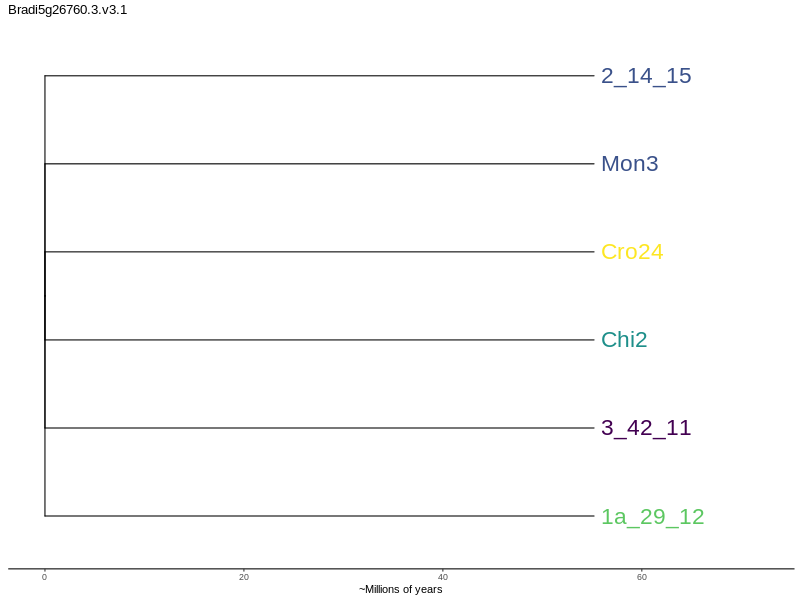 Bradi5g26760.3.v3.1
2_14_15
Mon3
Cro24
Chi2
3_42_11
1a_29_12
0 20 40 60
~Millions of years